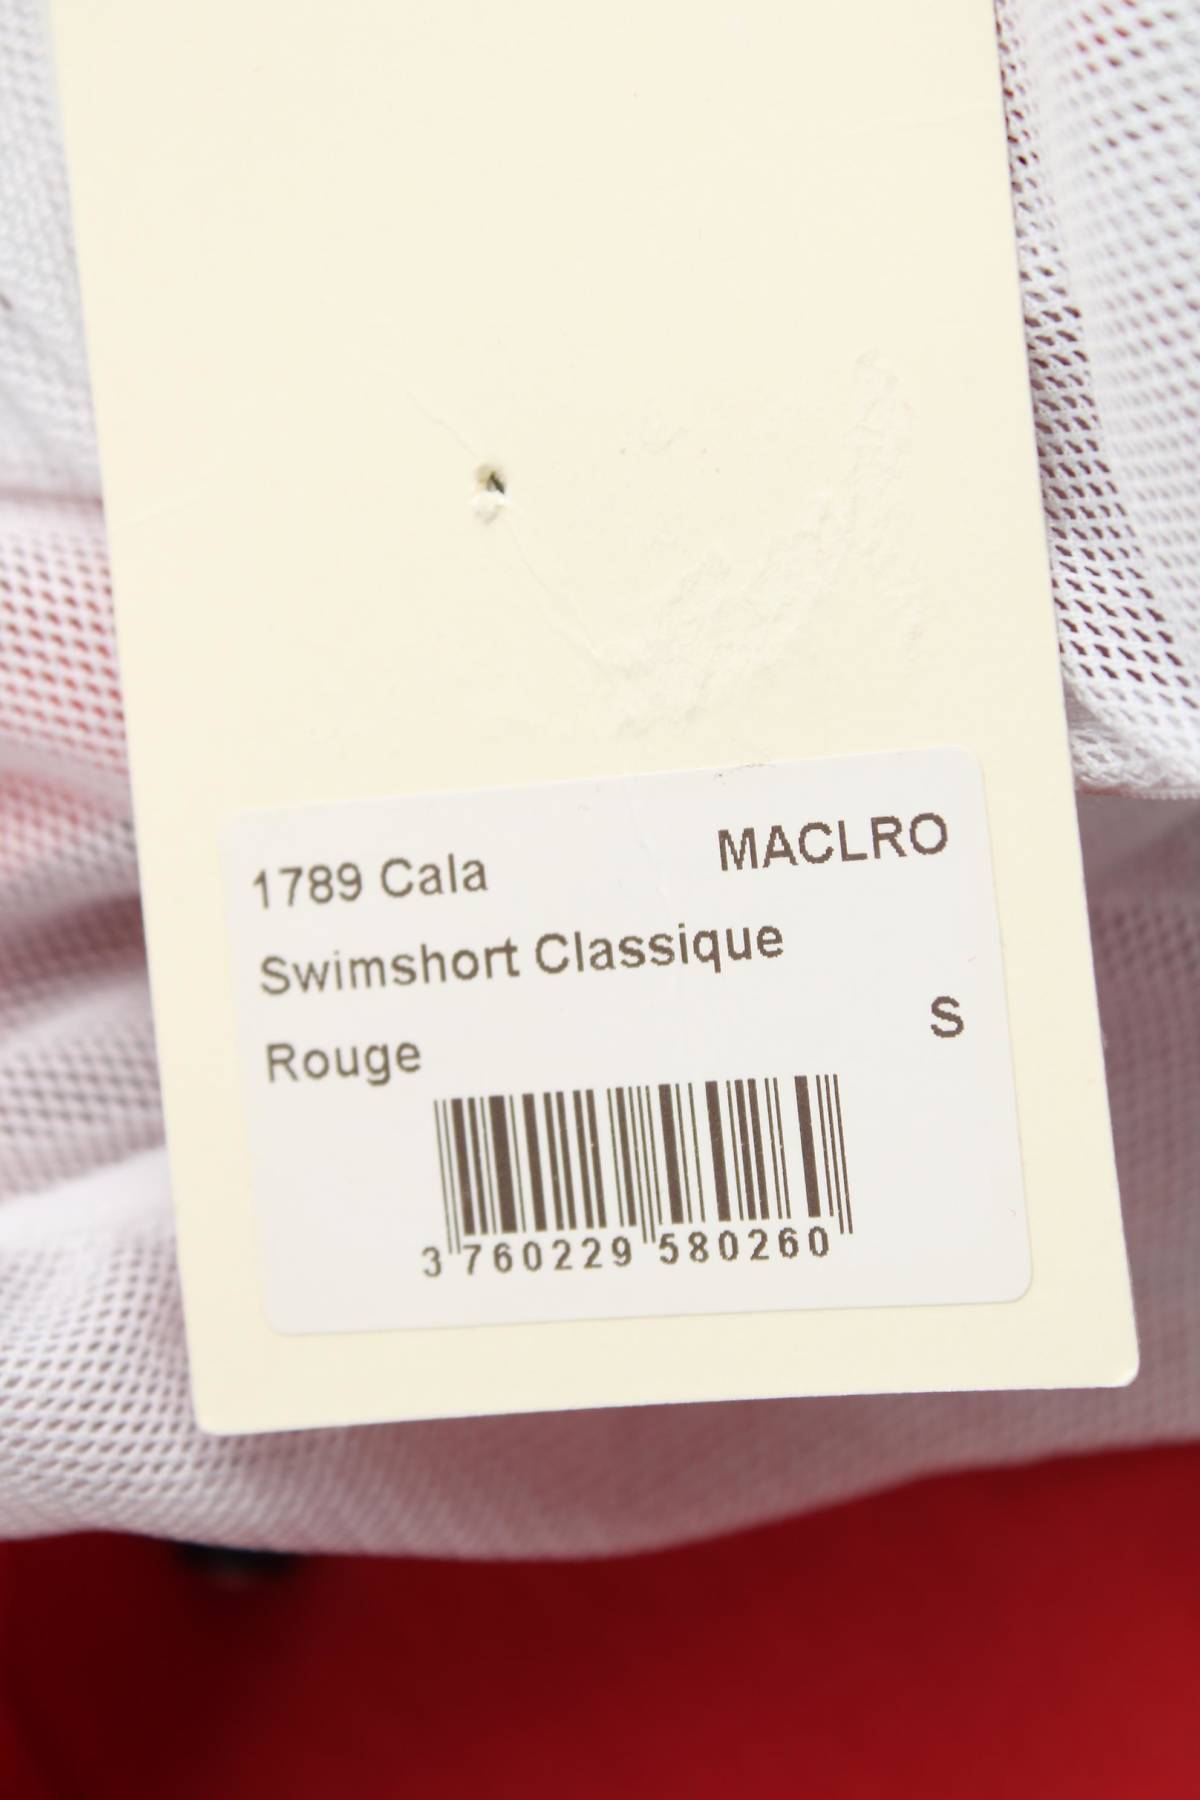 1789 Cala MACLRO
Swimshort Classique
Rouge S
3 760229 580260